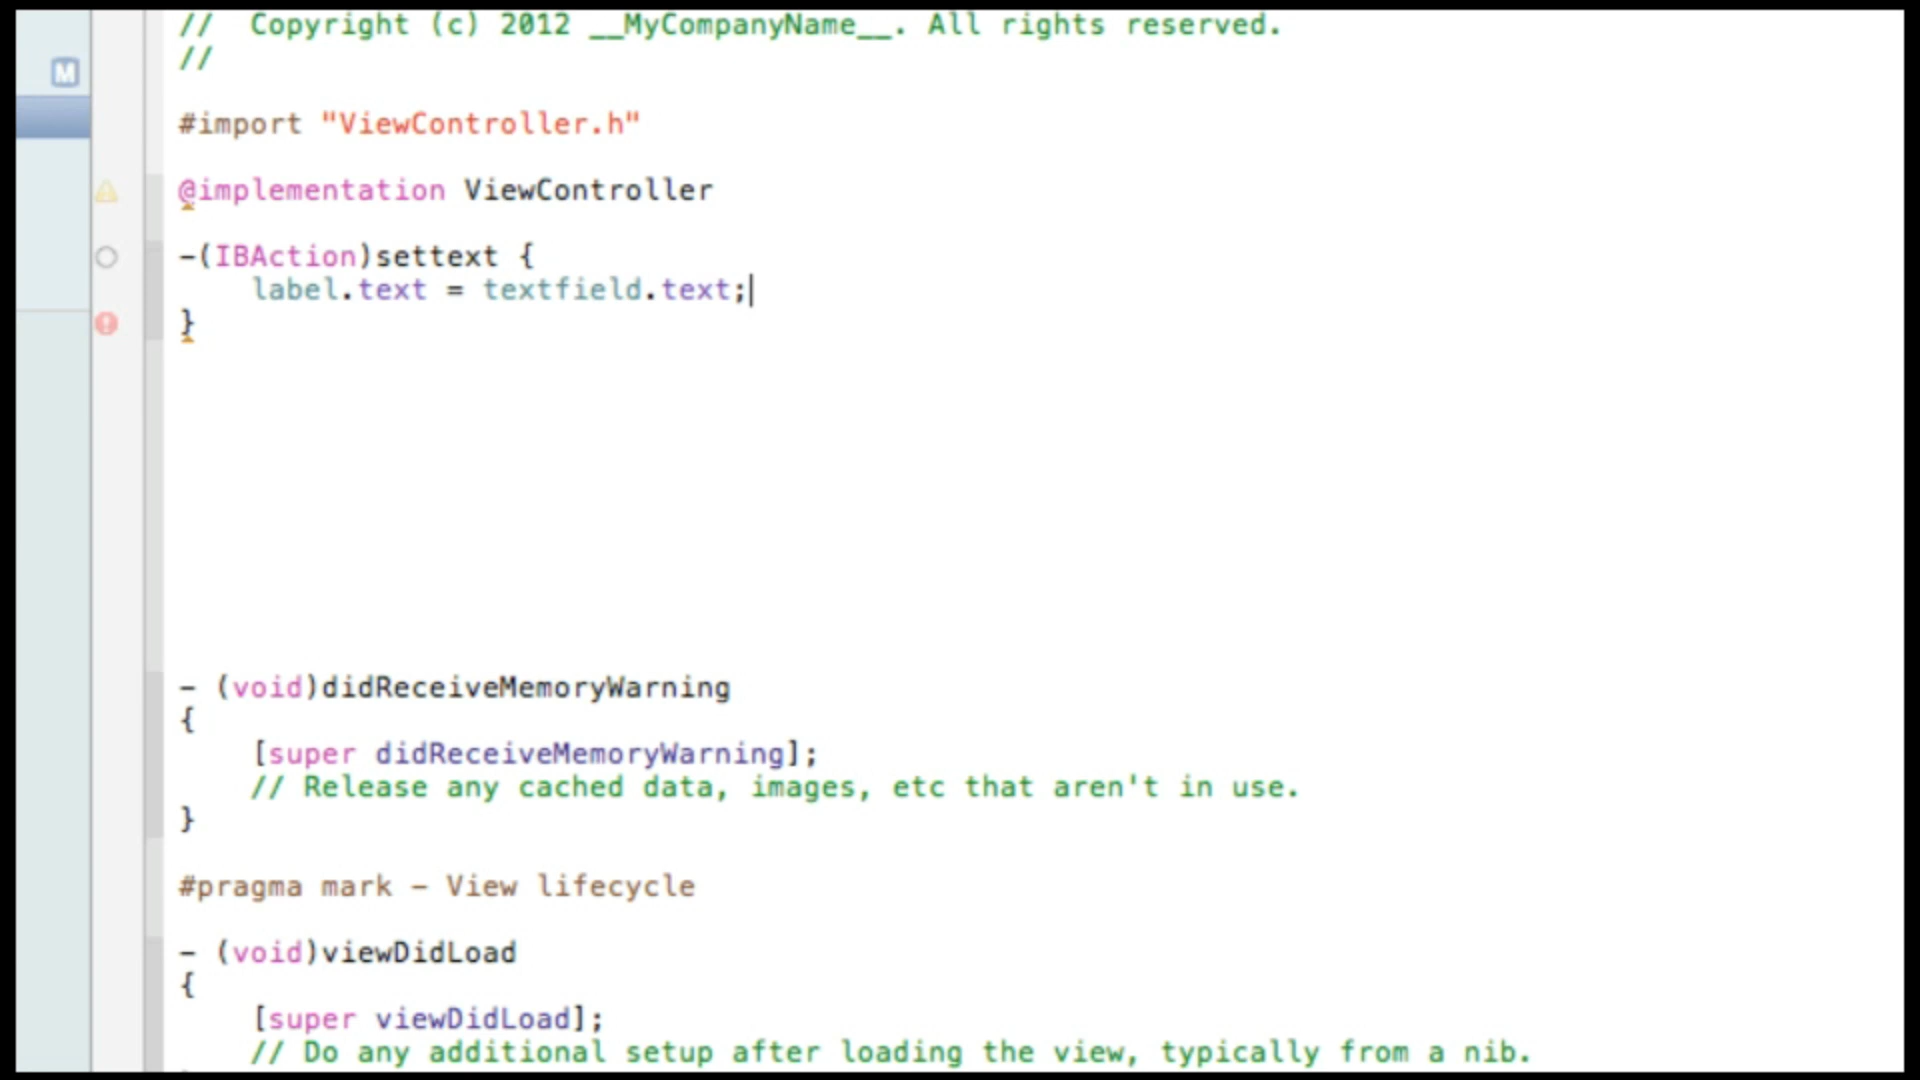 //  Copyright (c) 2012 __MyCompanyName__. All rights reserved.
//
M
#import "ViewController.h"
@implementation ViewController
-(IBAction)settext {
    label.text = textfield.text;
}
- (void)didReceiveMemoryWarning
{
    [super didReceiveMemoryWarning];
    // Release any cached data, images, etc that aren't in use.
}
#pragma mark - View lifecycle
- (void)viewDidLoad
{
    [super viewDidLoad];
    // Do any additional setup after loading the view, typically from a nib.